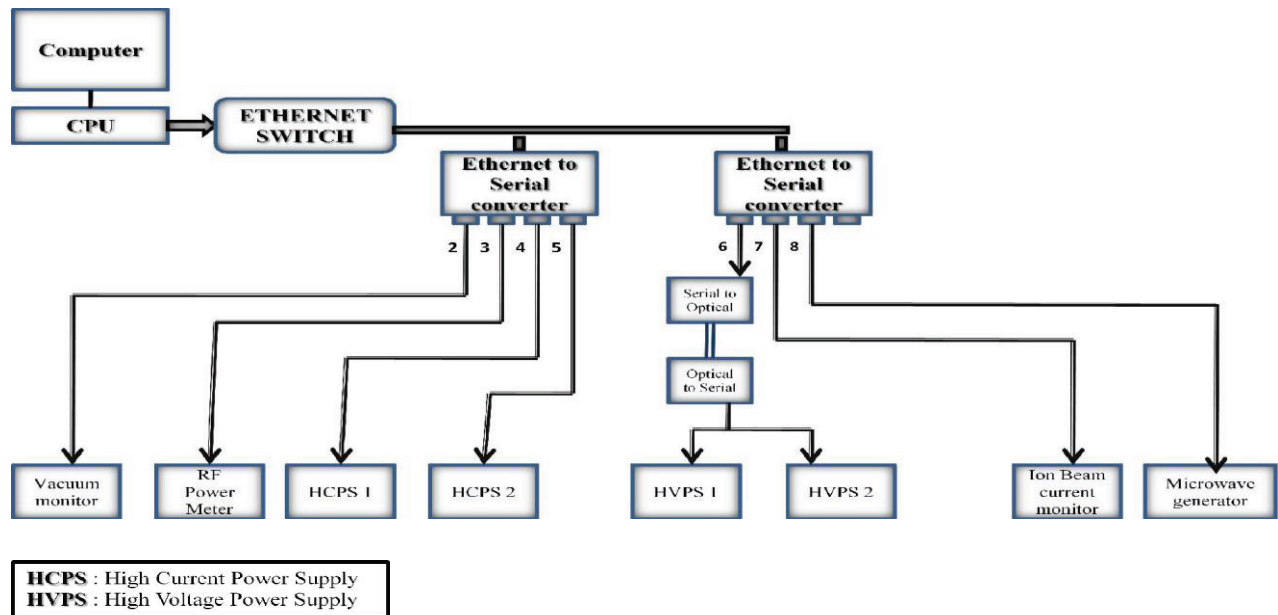 Computer
CPU
ETHERNET
SWITCH
Ethernet to
Serial
converter
Ethernet to
Serial
converter
2
3
4
5
6
7
8
Serial to
Optical
Optical
to Serial
Vacuum
monitor
RF
Power
Meter
HCPS 1
HCPS 2
HVPS 1
HVPS 2
Ion Beam
current
monitor
Microwave
generator
HCPS : High Current Power Supply
HVPS : High Voltage Power Supply